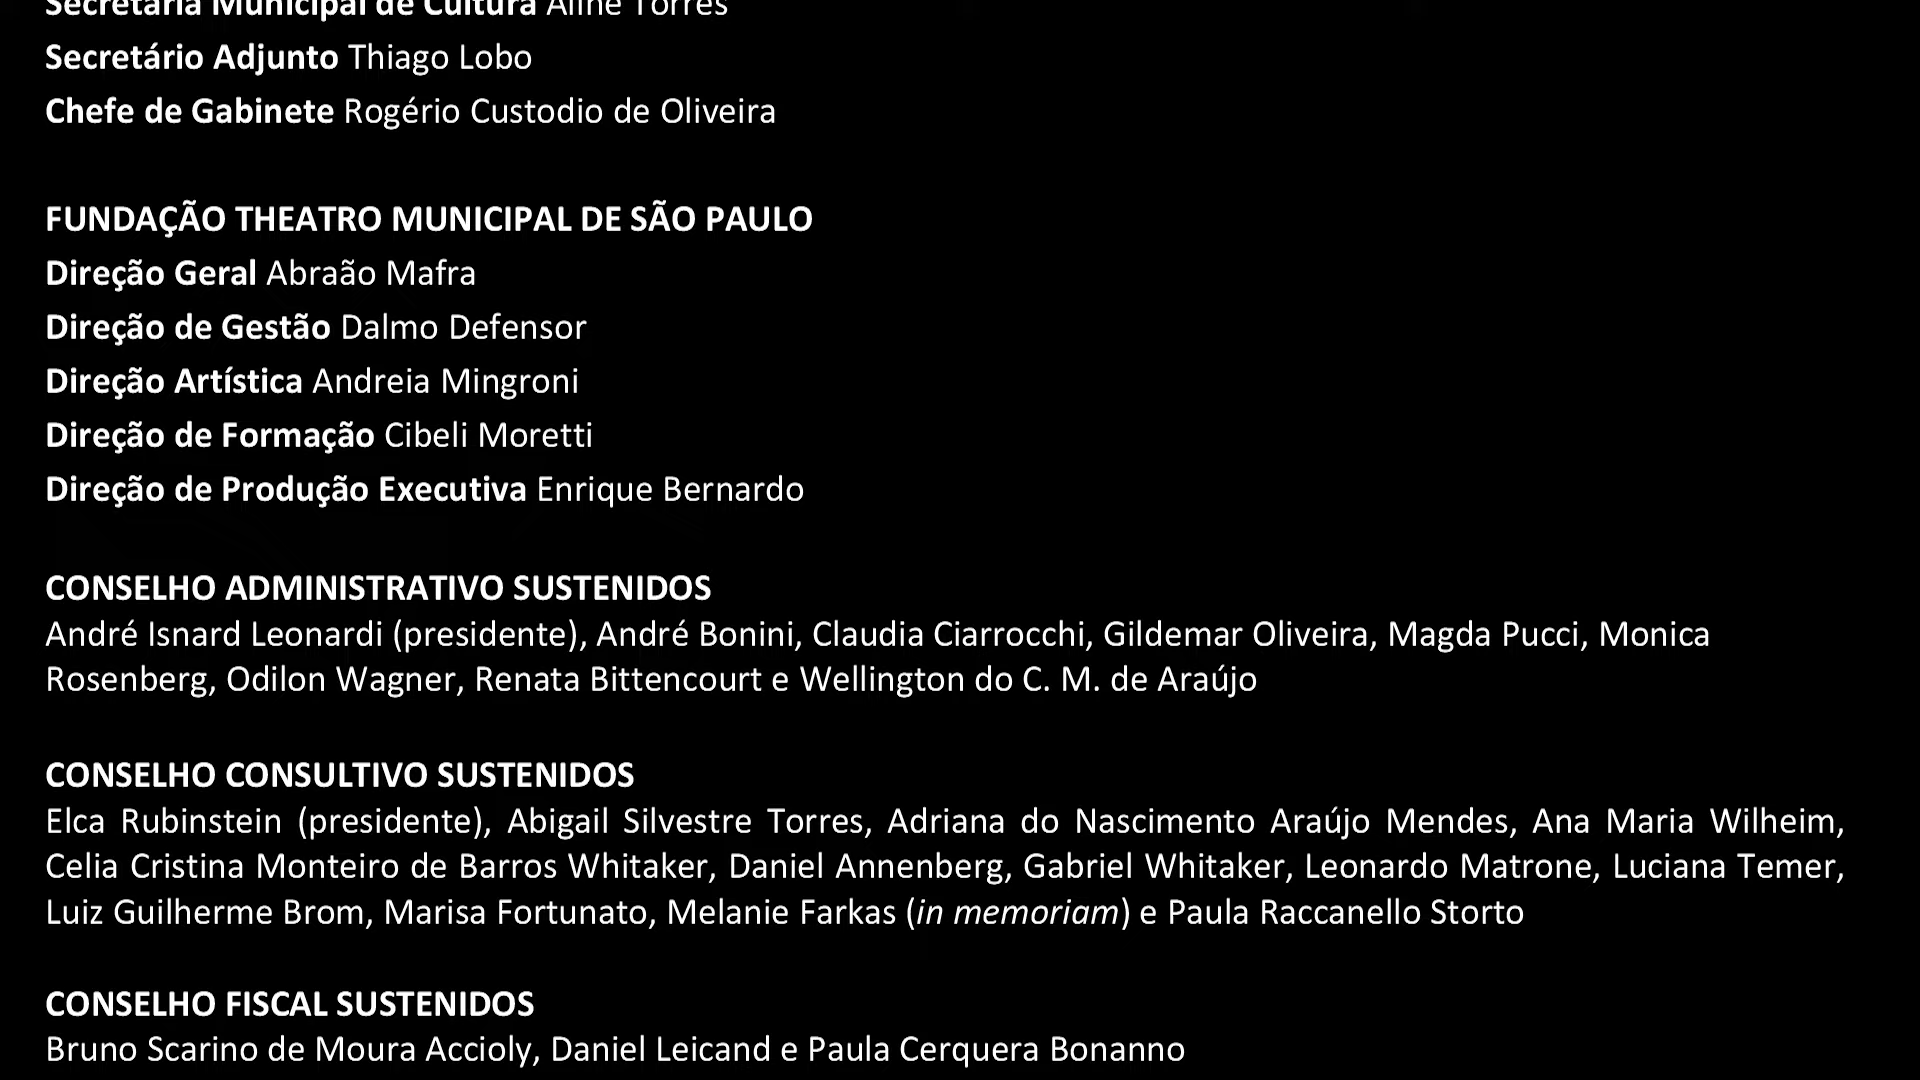 Secretária Municipal de Cultura Aline Torres
Secretário Adjunto Thiago Lobo
Chefe de Gabinete Rogério Custodio de Oliveira
FUNDAÇÃO THEATRO MUNICIPAL DE SÃO PAULO
Direção Geral Abraão Mafra
Direção de Gestão Dalmo Defensor
Direção Artística Andreia Mingroni
Direção de Formação Cibeli Moretti
Direção de Produção Executiva Enrique Bernardo
CONSELHO ADMINISTRATIVO SUSTENIDOS
André Isnard Leonardi (presidente), André Bonini, Claudia Ciarrocchi, Gildemar Oliveira, Magda Pucci, Monica
Rosenberg, Odilon Wagner, Renata Bittencourt e Wellington do C. M. de Araújo
CONSELHO CONSULTIVO SUSTENIDOS
Elca Rubinstein (presidente), Abigail Silvestre Torres, Adriana do Nascimento Araújo Mendes, Ana Maria Wilheim,
Celia Cristina Monteiro de Barros Whitaker, Daniel Annenberg, Gabriel Whitaker, Leonardo Matrone, Luciana Temer,
Luiz Guilherme Brom, Marisa Fortunato, Melanie Farkas (in memoriam) e Paula Raccanello Storto
CONSELHO FISCAL SUSTENIDOS
Bruno Scarino de Moura Accioly, Daniel Leicand e Paula Cerquera Bonanno